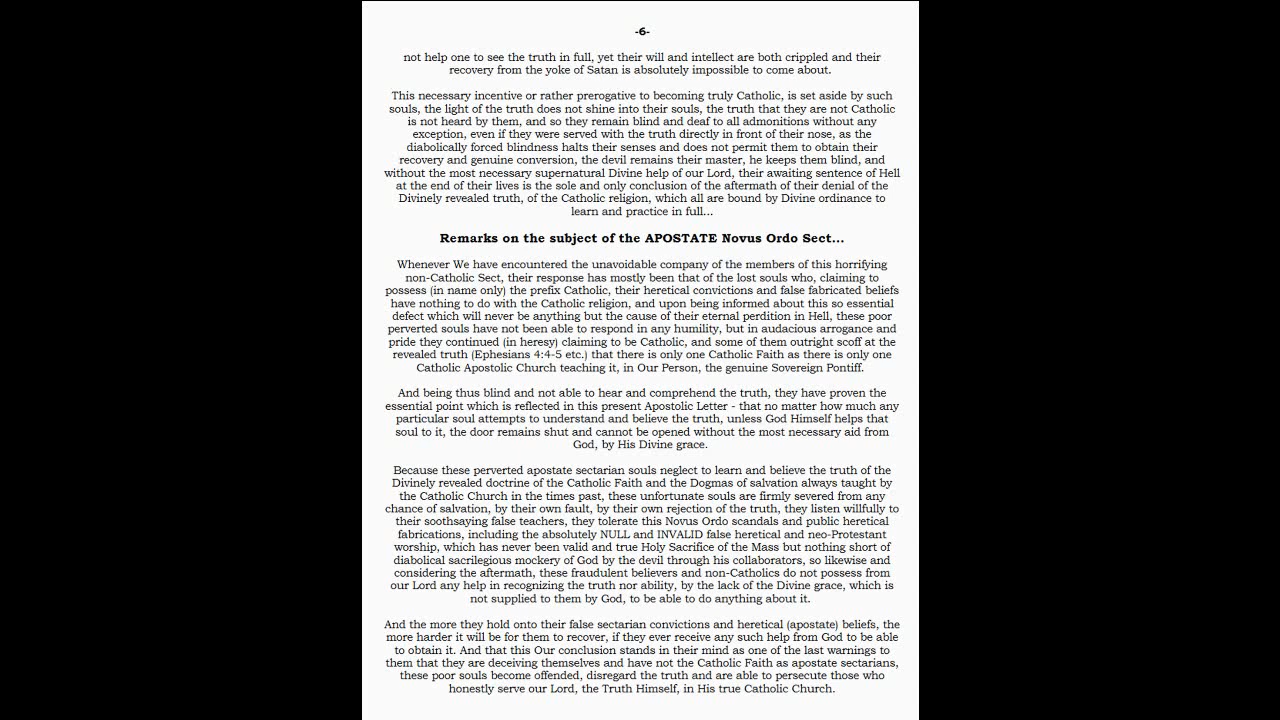 -6-
not help one to see the truth in full, yet their will and intellect are both crippled and their
recovery from the yoke of Satan is absolutely impossible to come about.
This necessary incentive or rather prerogative to becoming truly Catholic, is set aside by such
souls, the light of the truth does not shine into their souls, the truth that they are not Catholic
is not heard by them, and so they remain blind and deaf to all admonitions without any
exception, even if they were served with the truth directly in front of their nose, as the
diabolically forced blindness halts their senses and does not permit them to obtain their
recovery and genuine conversion, the devil remains their master, he keeps them blind, and
without the most necessary supernatural Divine help of our Lord, their awaiting sentence of Hell
at the end of their lives is the sole and only conclusion of the aftermath of their denial of the
Divinely revealed truth, of the Catholic religion, which all are bound by Divine ordinance to
learn and practice in full...
Remarks on the subject of the APOSTATE Novus Ordo Sect...
Whenever We have encountered the unavoidable company of the members of this horrifying
non-Catholic Sect, their response has mostly been that of the lost souls who, claiming to
possess (in name only) the prefix Catholic, their heretical convictions and false fabricated beliefs
have nothing to do with the Catholic religion, and upon being informed about this so essential
defect which will never be anything but the cause of their eternal perdition in Hell, these poor
perverted souls have not been able to respond in any humility, but in audacious arrogance and
pride they continued (in heresy) claiming to be Catholic, and some of them outright scoff at the
revealed truth (Ephesians 4:4-5 etc.) that there is only one Catholic Faith as there is only one
Catholic Apostolic Church teaching it, in Our Person, the genuine Sovereign Pontiff.
And being thus blind and not able to hear and comprehend the truth, they have proven the
essential point which is reflected in this present Apostolic Letter - that no matter how much any
particular soul attempts to understand and believe the truth, unless God Himself helps that
soul to it, the door remains shut and cannot be opened without the most necessary aid from
God, by His Divine grace.
Because these perverted apostate sectarian souls neglect to learn and believe the truth of the
Divinely revealed doctrine of the Catholic Faith and the Dogmas of salvation always taught by
the Catholic Church in the times past, these unfortunate souls are firmly severed from any
chance of salvation, by their own fault, by their own rejection of the truth, they listen willfully to
their soothsaying false teachers, they tolerate this Novus Ordo scandals and public heretical
fabrications, including the absolutely NULL and INVALID false heretical and neo-Protestant
worship, which has never been valid and true Holy Sacrifice of the Mass but nothing short of
diabolical sacrilegious mockery of God by the devil through his collaborators, so likewise and
considering the aftermath, these fraudulent believers and non-Catholics do not possess from
our Lord any help in recognizing the truth nor ability, by the lack of the Divine grace, which is
not supplied to them by God, to be able to do anything about it.
And the more they hold onto their false sectarian convictions and heretical (apostate) beliefs, the
more harder it will be for them to recover, if they ever receive any such help from God to be able
to obtain it. And that this Our conclusion stands in their mind as one of the last warnings to
them that they are deceiving themselves and have not the Catholic Faith as apostate sectarians,
these poor souls become offended, disregard the truth and are able to persecute those who
honestly serve our Lord, the Truth Himself, in His true Catholic Church.